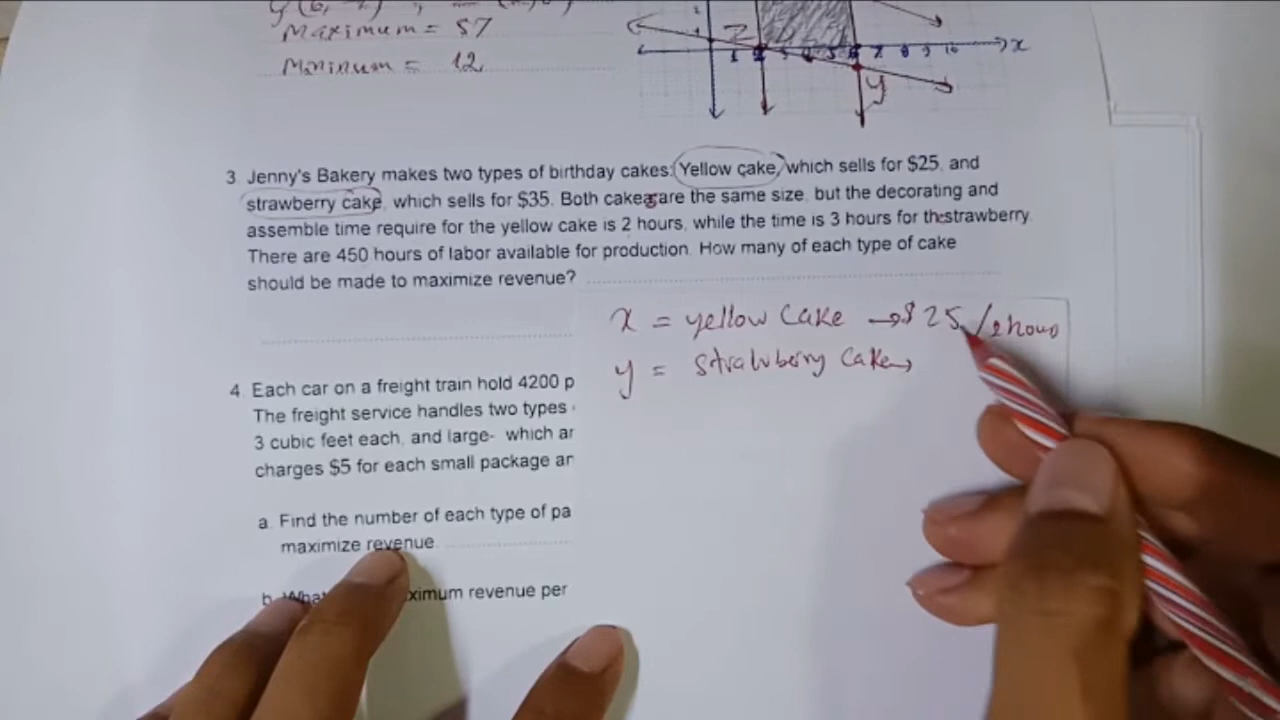 Maximum = 57
Minimum = 12
Z
1
x
y
3. Jenny's Bakery makes two types of birthday cakes: Yellow cake, which sells for $25, and
strawberry cake, which sells for $35. Both cakes are the same size, but the decorating and
assemble time require for the yellow cake is 2 hours, while the time is 3 hours for the strawberry.
There are 450 hours of labor available for production. How many of each type of cake
should be made to maximize revenue?
x = yellow cake → $25/2 hour
y = strawberry cake
4. Each car on a freight train hold 4200 p
The freight service handles two types
3 cubic feet each, and large- which ar
charges $5 for each small package ar
a. Find the number of each type of pa
maximize revenue.
b. What ximum revenue per